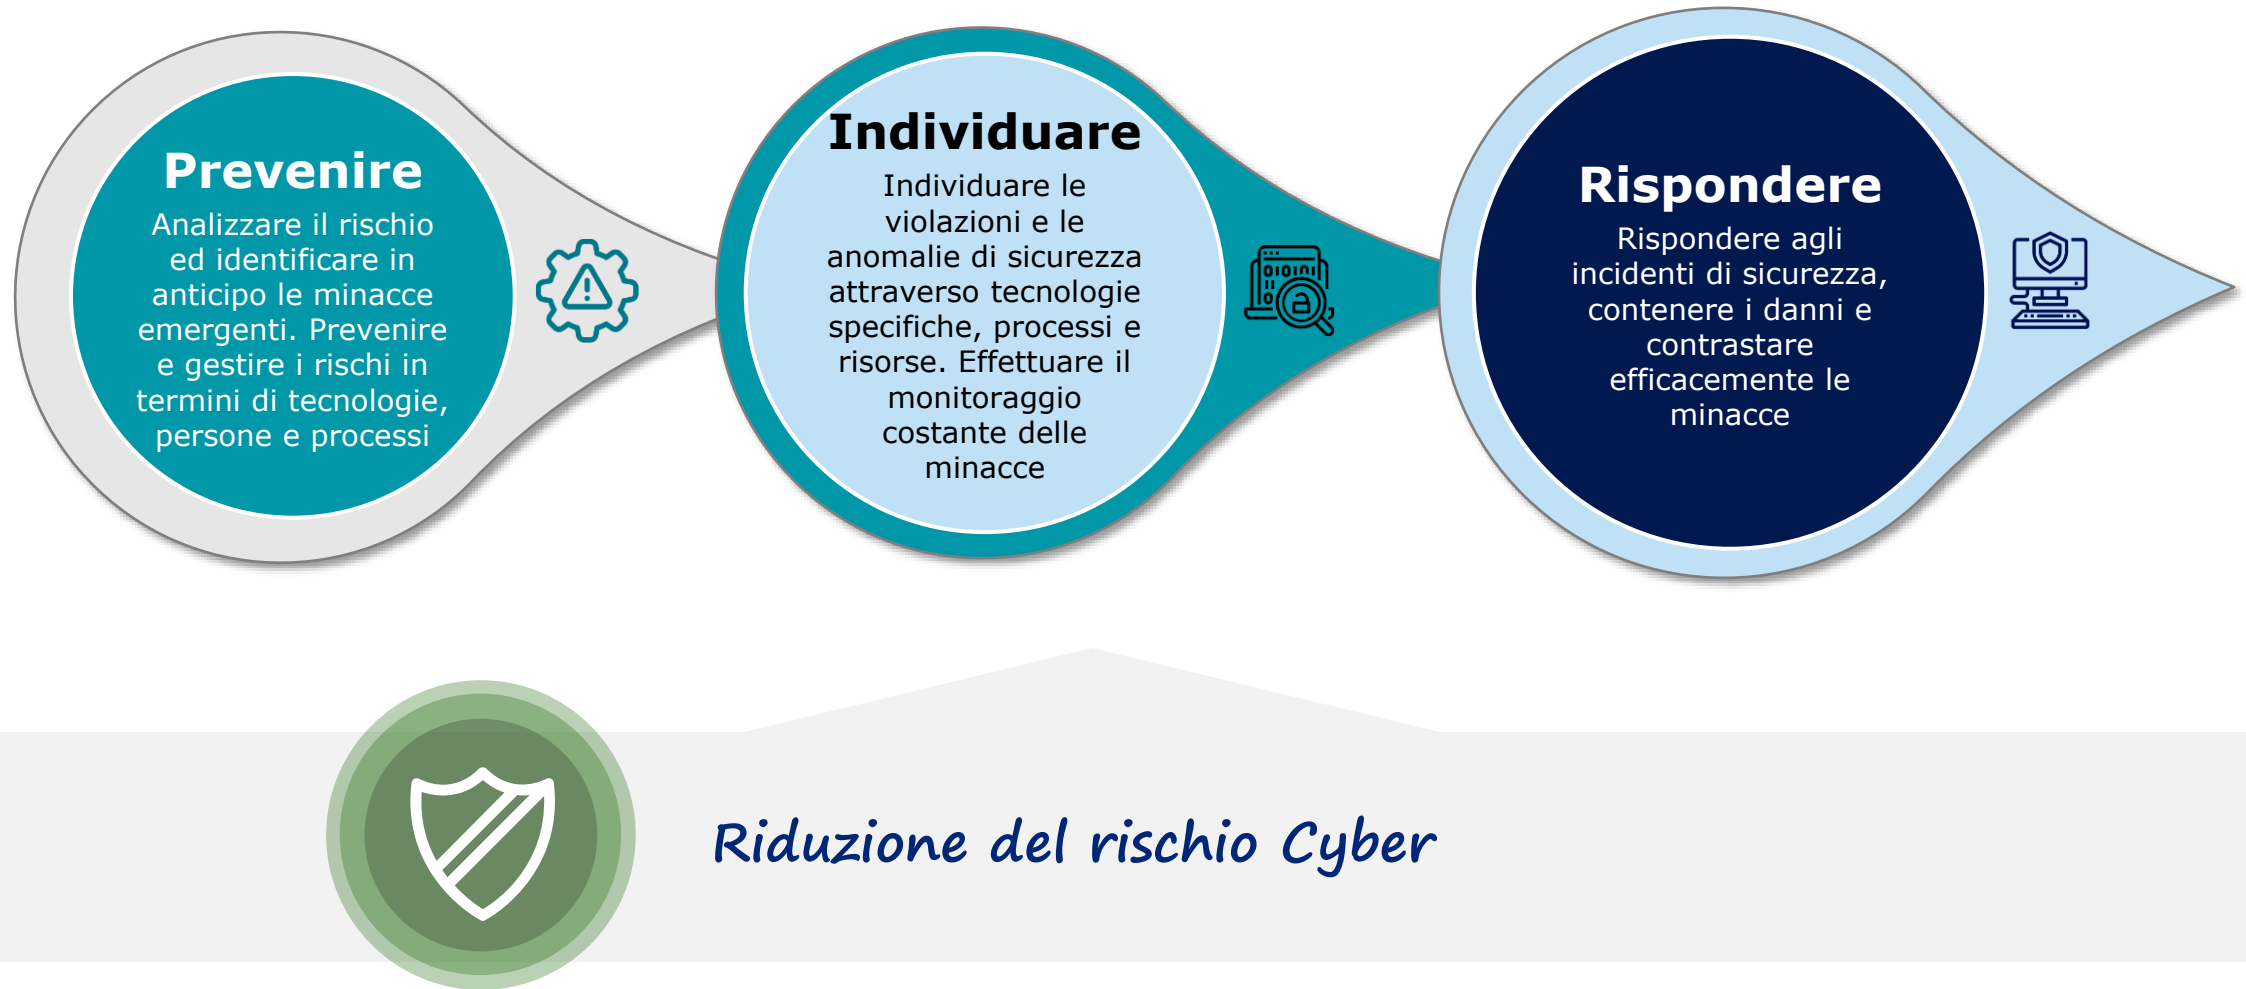 Prevenire
Analizzare il rischio
ed identificare in
anticipo le minacce
emergenti. Prevenire
e gestire i rischi in
termini di tecnologie,
persone e processi
Individuare
Individuare le
violazioni e le
anomalie di sicurezza
attraverso tecnologie
specifiche, processi e
risorse. Effettuare il
monitoraggio
costante delle
minacce
Rispondere
Rispondere agli
incidenti di sicurezza,
contenere i danni e
contrastare
efficacemente le
minacce
Riduzione del rischio Cyber